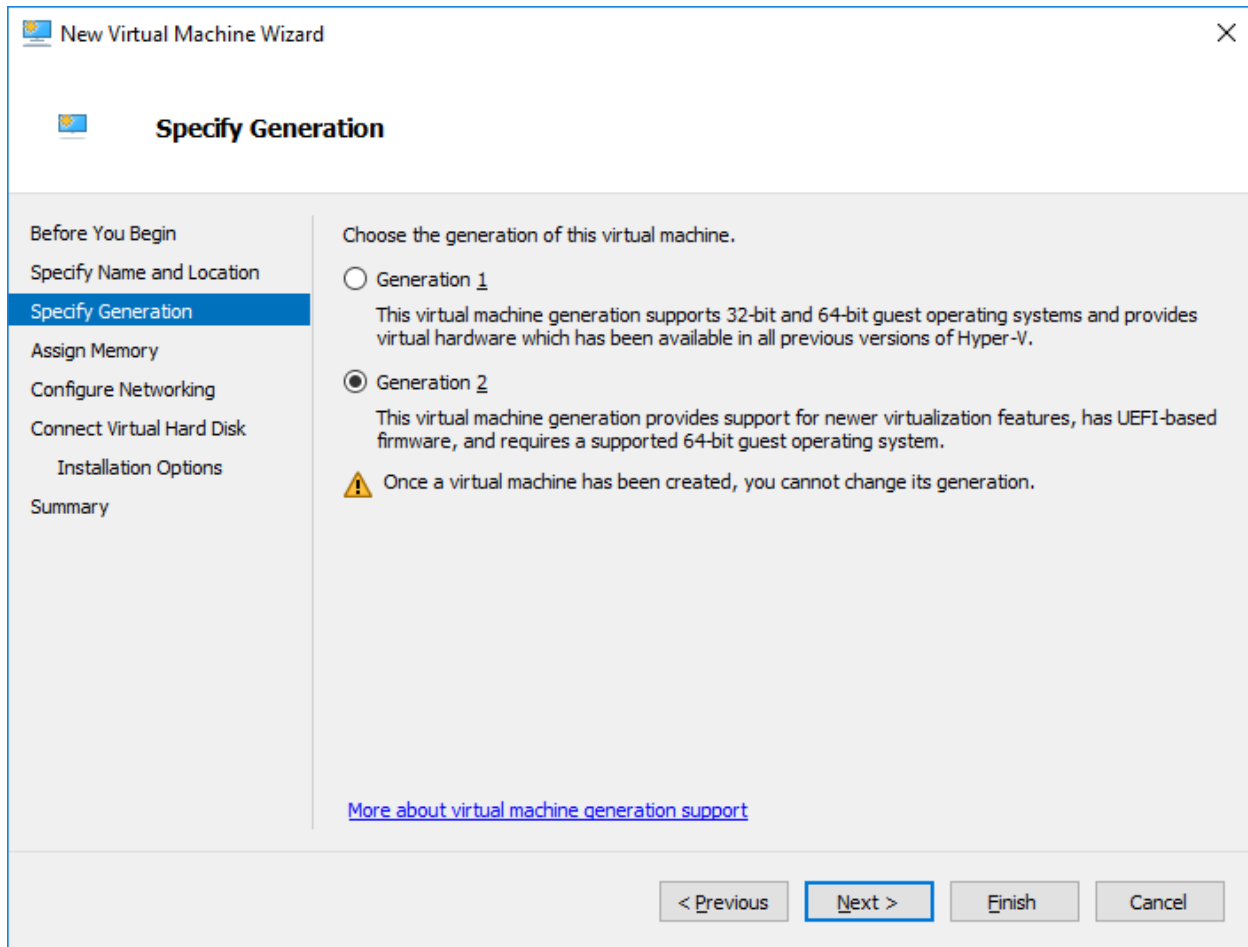 New Virtual Machine Wizard
Specify Generation
Before You Begin
Specify Name and Location
Specify Generation
Assign Memory
Configure Networking
Connect Virtual Hard Disk
Installation Options
Summary
Choose the generation of this virtual machine.
Generation 1
This virtual machine generation supports 32-bit and 64-bit guest operating systems and provides
virtual hardware which has been available in all previous versions of Hyper-V.
Generation 2
This virtual machine generation provides support for newer virtualization features, has UEFI-based
firmware, and requires a supported 64-bit guest operating system.
Once a virtual machine has been created, you cannot change its generation.
More about virtual machine generation support
< Previous
Next >
Finish
Cancel